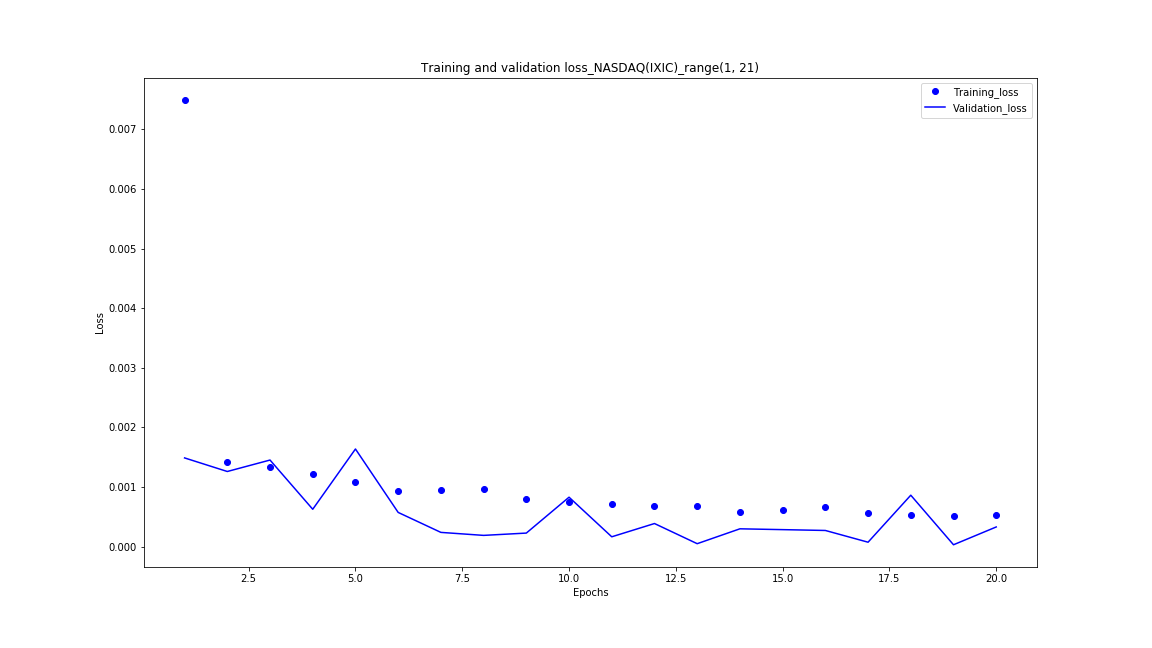 Training and validation loss_NASDAQ(IXIC)_range(1, 21)
Training_loss
Validation_loss
0.007
0.006
0.005
0.004
0.003
0.002
0.001
0.000
Loss
2.5 5.0 7.5 10.0 12.5 15.0 17.5 20.0
Epochs